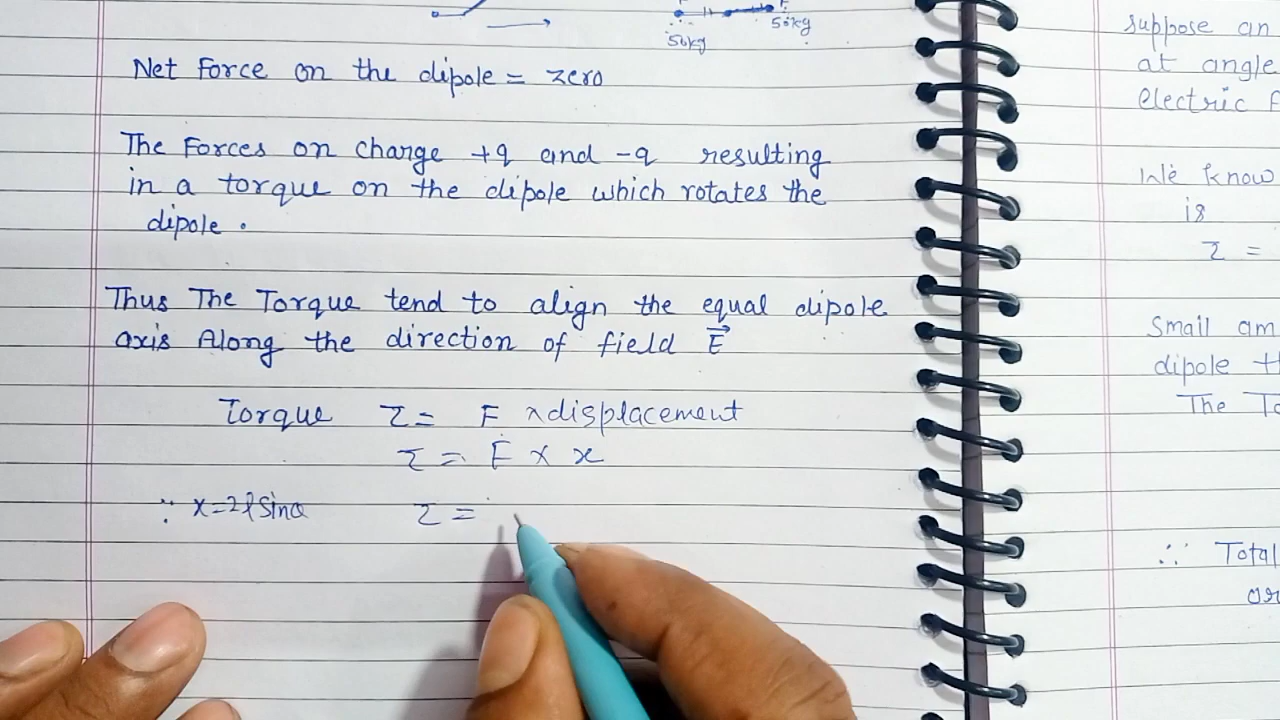 50kg
50kg
Net Force on the dipole = zero
The Forces on charge +q and -q resulting
in a torque on the dipole which rotates the
dipole.
Thus The Torque tend to align the equal dipole
axis Along the direction of field E⃗
Torque τ = F × displacement
τ = F × x
∵ x=2lsinθ τ =
suppose an
at angle
electric F
We know
is
τ =
Small am
dipole th
The To
∴ Total
or